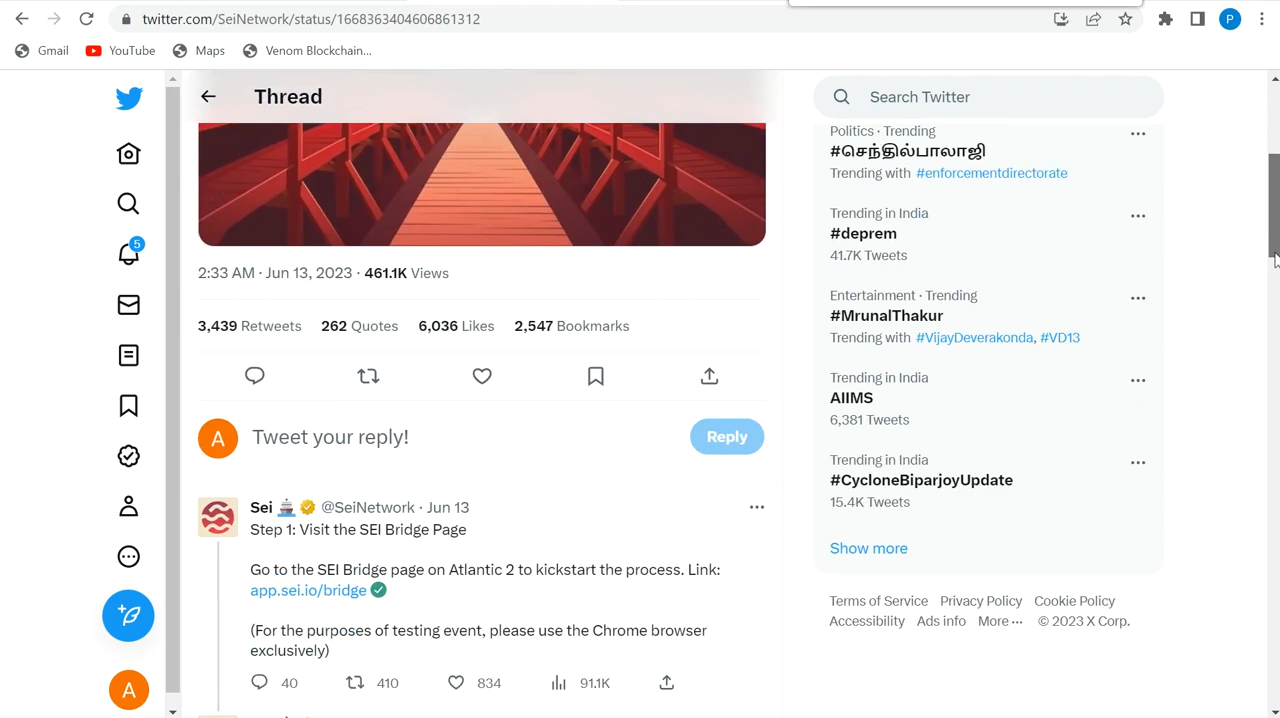 twitter.com/SeiNetwork/status/1668363404606861312
P
Gmail
YouTube
Maps
Venom Blockchain...
Thread
2:33 AM · Jun 13, 2023 · 461.1K Views
3,439 Retweets 262 Quotes 6,036 Likes 2,547 Bookmarks
A
Tweet your reply!
Reply
Sei @SeiNetwork · Jun 13
Step 1: Visit the SEI Bridge Page
Go to the SEI Bridge page on Atlantic 2 to kickstart the process. Link:
app.sei.io/bridge
(For the purposes of testing event, please use the Chrome browser
exclusively)
40 410 834 91.1K
5
A
Search Twitter
Politics · Trending
#செந்தில்பாலாஜி
Trending with #enforcementdirectorate
Trending in India
#deprem
41.7K Tweets
Entertainment · Trending
#MrunalThakur
Trending with #VijayDeverakonda, #VD13
Trending in India
AIIMS
6,381 Tweets
Trending in India
#CycloneBiparjoyUpdate
15.4K Tweets
Show more
Terms of Service Privacy Policy Cookie Policy
Accessibility Ads info More ··· © 2023 X Corp.